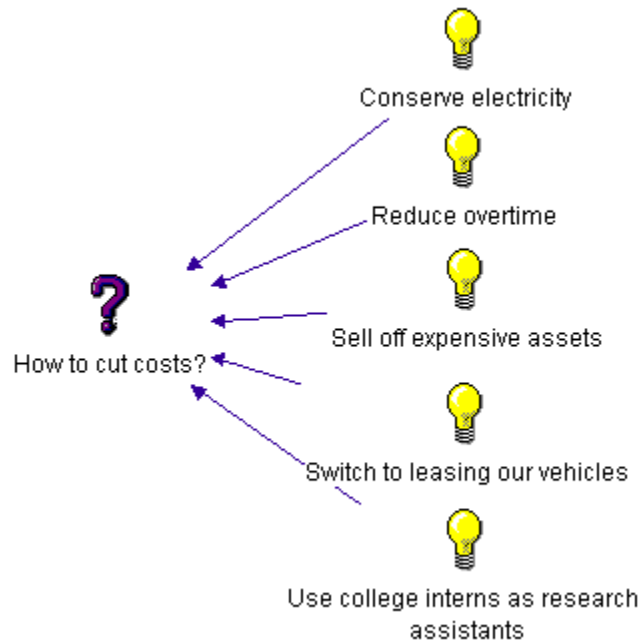 Conserve electricity
Reduce overtime
Sell off expensive assets
How to cut costs?
Switch to leasing our vehicles
Use college interns as research
assistants